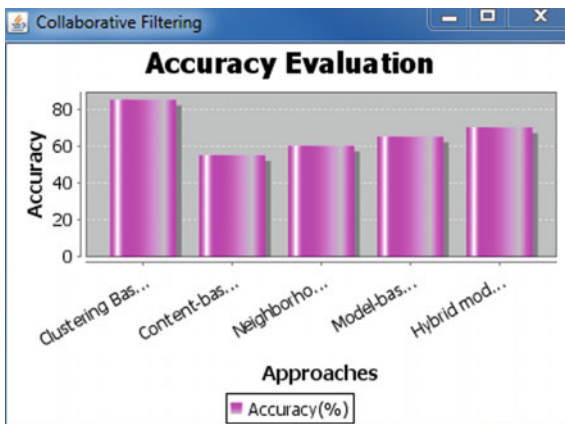 Collaborative Filtering
Accuracy Evaluation
Accuracy
80
60
40
20
0
Clustering Bas...
Content-bas...
Neighborho...
Model-bas...
Hybrid mod...
Approaches
Accuracy(%)